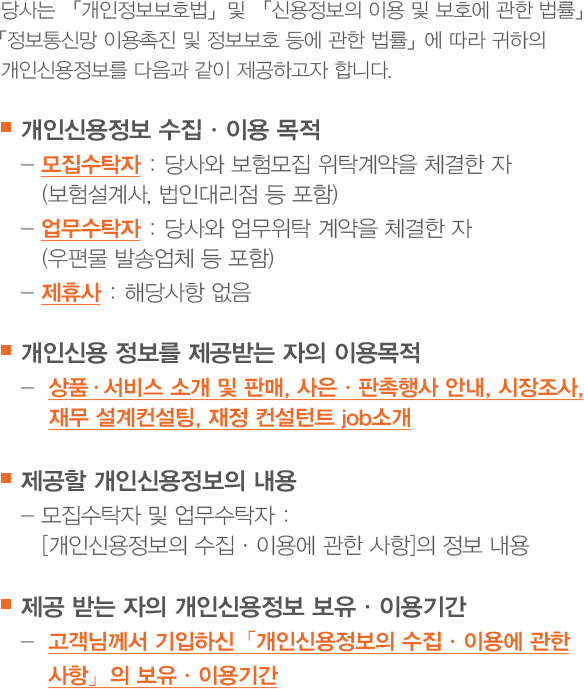 당사는 「개인정보보호법」 및 「신용정보의 이용 및 보호에 관한 법률」
「정보통신망 이용촉진 및 정보보호 등에 관한 법률」 에 따라 귀하의
개인신용정보를 다음과 같이 제공하고자 합니다.
■ 개인신용정보 수집 · 이용 목적
– 모집수탁자 : 당사와 보험모집 위탁계약을 체결한 자
(보험설계사, 법인대리점 등 포함)
– 업무수탁자 : 당사와 업무위탁 계약을 체결한 자
(우편물 발송업체 등 포함)
– 제휴사 : 해당사항 없음
■ 개인신용 정보를 제공받는 자의 이용목적
– 상품 · 서비스 소개 및 판매, 사은 · 판촉행사 안내, 시장조사,
재무 설계컨설팅, 재정 컨설턴트 job소개
■ 제공할 개인신용정보의 내용
– 모집수탁자 및 업무수탁자 :
[개인신용정보의 수집 · 이용에 관한 사항]의 정보 내용
■ 제공 받는 자의 개인신용정보 보유 · 이용기간
– 고객님께서 기입하신 「개인신용정보의 수집 · 이용에 관한
사항」 의 보유 · 이용기간